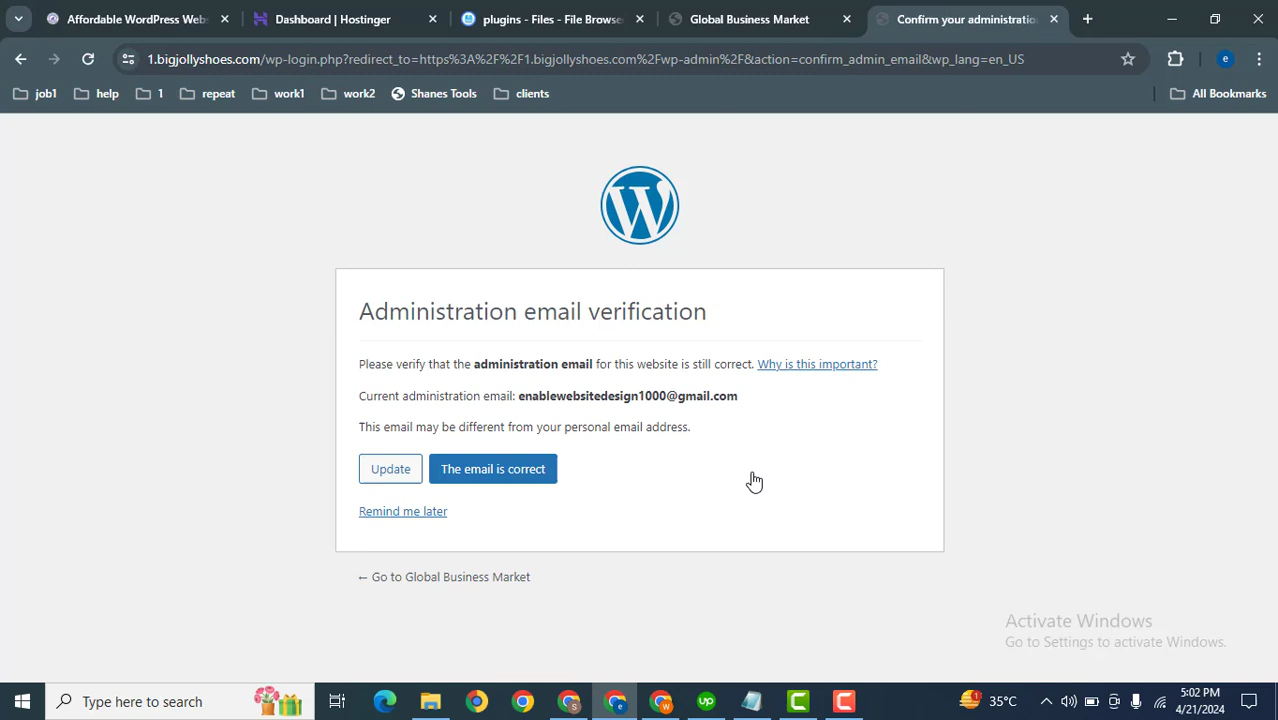 Affordable WordPress Webs
Dashboard | Hostinger
plugins - Files - File Browse
Global Business Market
Confirm your administratio
1.bigjollyshoes.com/wp-login.php?redirect_to=https%3A%2F%2F1.bigjollyshoes.com%2Fwp-admin%2F&action=confirm_admin_email&wp_lang=en_US
e
job1
help
1
repeat
work1
work2
Shanes Tools
clients
All Bookmarks
Administration email verification
Please verify that the administration email for this website is still correct. Why is this important?
Current administration email: enablewebsitedesign1000@gmail.com
This email may be different from your personal email address.
Update
The email is correct
Remind me later
← Go to Global Business Market
Activate Windows
Go to Settings to activate Windows.
Type here to search
35°C
5:02 PM
4/21/2024